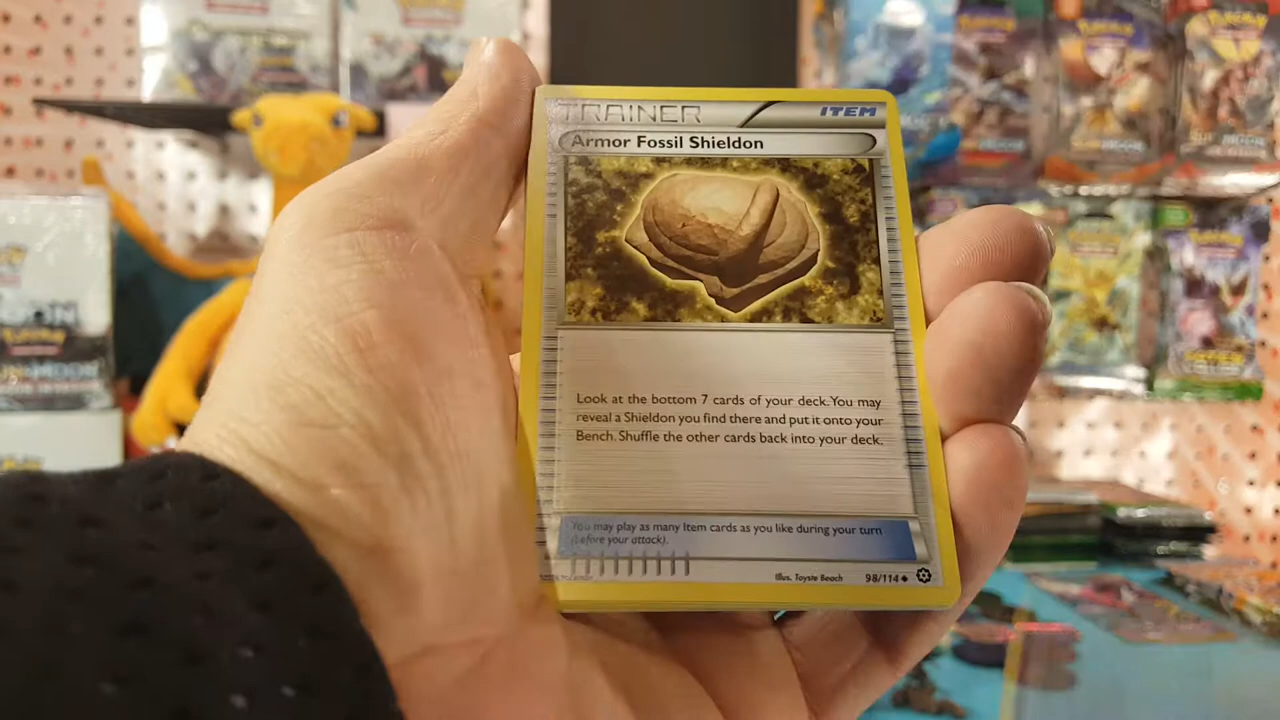 TRAINER
ITEM
Armor Fossil Shieldon
Look at the bottom 7 cards of your deck. You may
reveal a Shieldon you find there and put it onto your
Bench. Shuffle the other cards back into your deck.
You may play as many Item cards as you like during your turn
(before your attack).
Illus. Toyste Beach
98/114